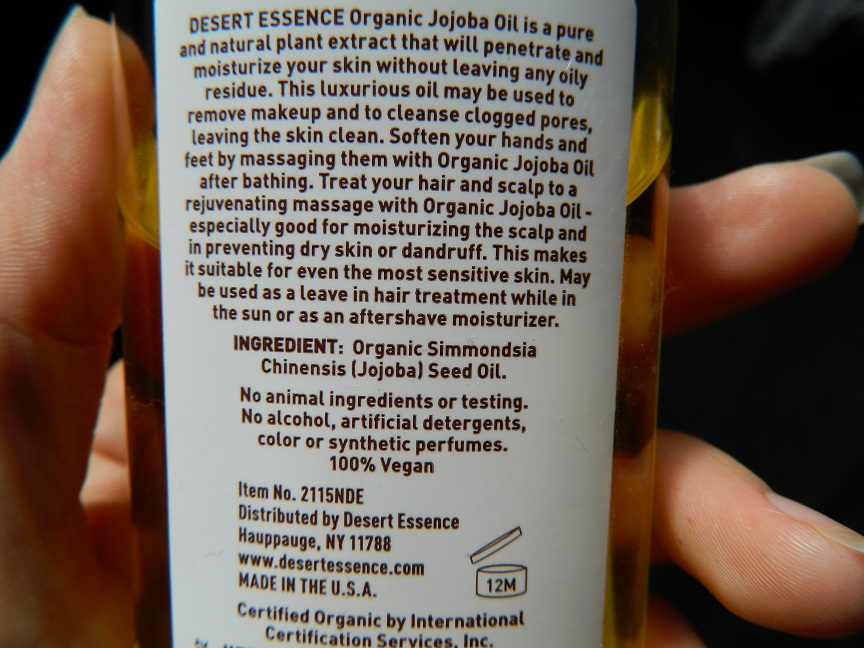 DESERT ESSENCE Organic Jojoba Oil is a pure
and natural plant extract that will penetrate and
moisturize your skin without leaving any oily
residue. This luxurious oil may be used to
remove makeup and to cleanse clogged pores,
leaving the skin clean. Soften your hands and
feet by massaging them with Organic Jojoba Oil
after bathing. Treat your hair and scalp to a
rejuvenating massage with Organic Jojoba Oil -
especially good for moisturizing the scalp and
in preventing dry skin or dandruff. This makes
it suitable for even the most sensitive skin. May
be used as a leave in hair treatment while in
the sun or as an aftershave moisturizer.
INGREDIENT: Organic Simmondsia
Chinensis (Jojoba) Seed Oil.
No animal ingredients or testing.
No alcohol, artificial detergents,
color or synthetic perfumes.
100% Vegan
Item No. 2115NDE
Distributed by Desert Essence
Hauppauge, NY 11788
www.desertessence.com
MADE IN THE U.S.A.
12M
Certified Organic by International
Certification Services, Inc.